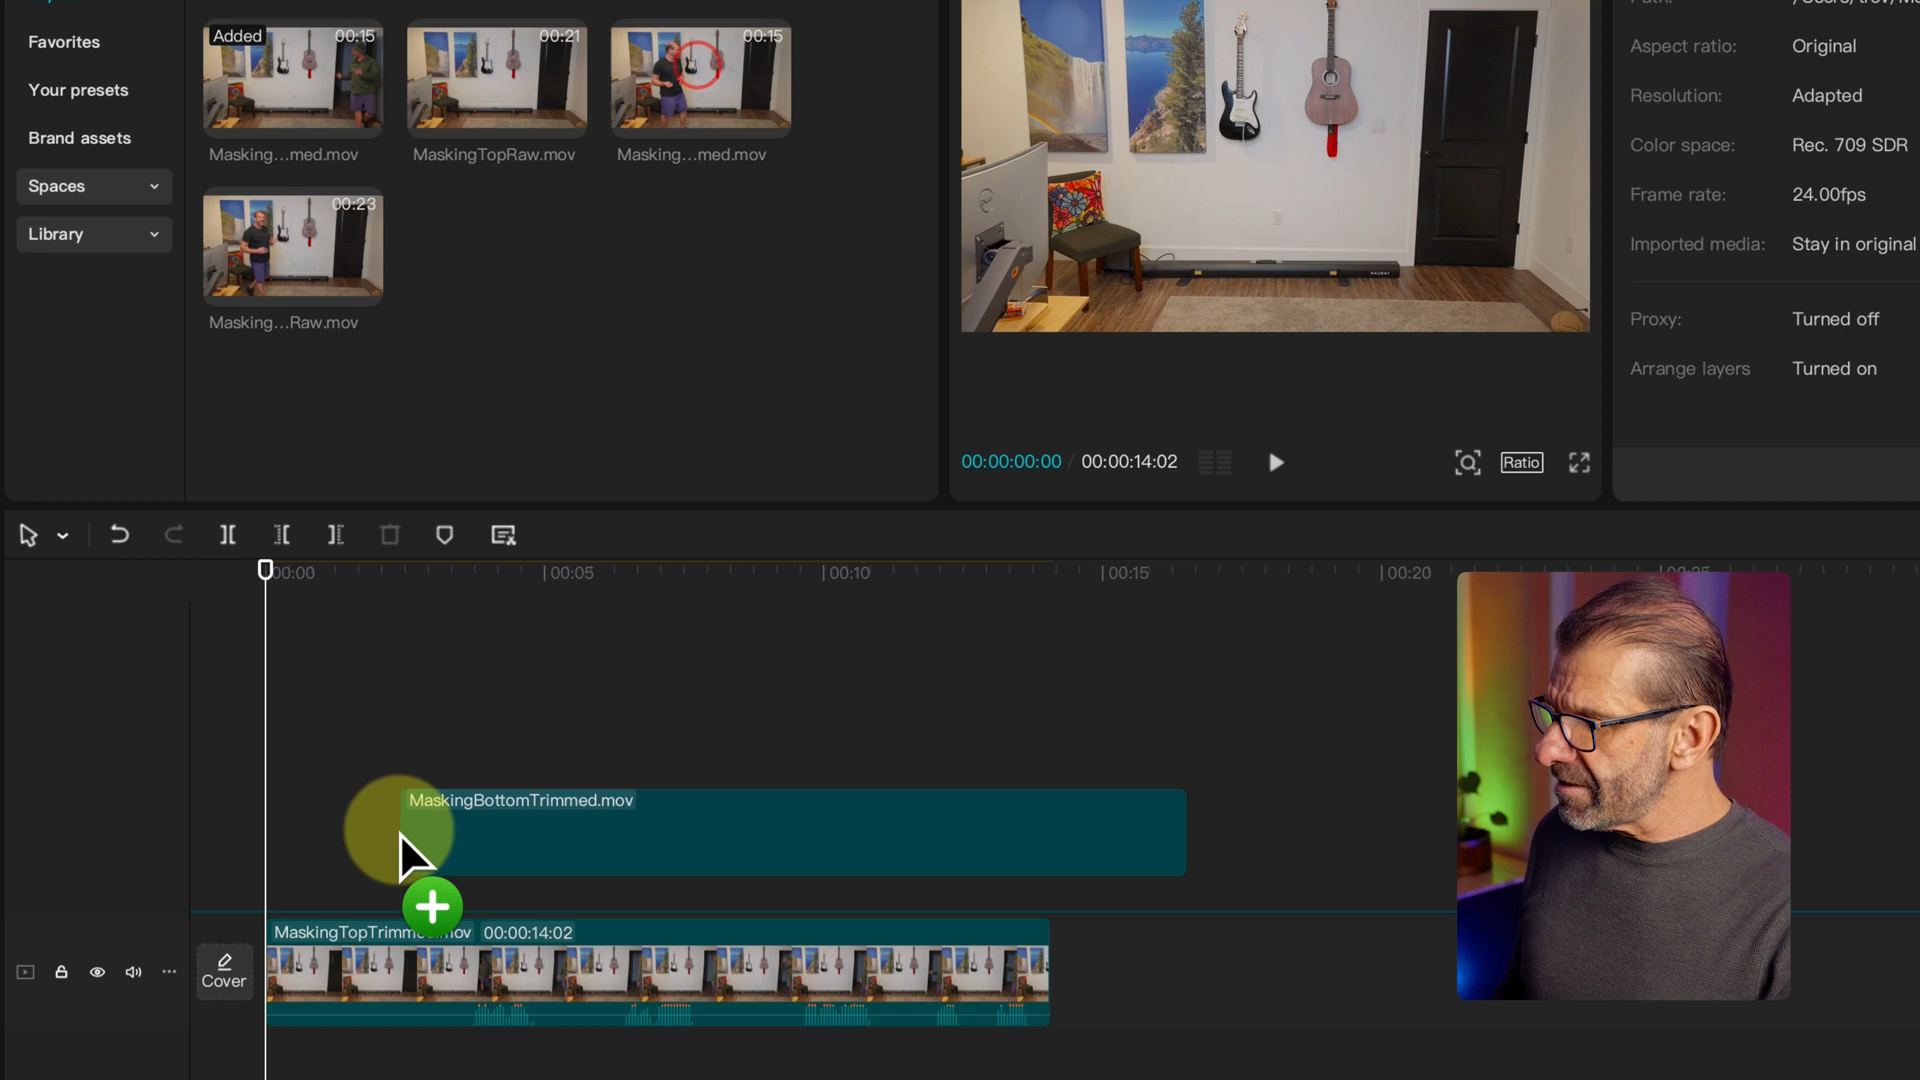 Favorites
Your presets
Brand assets
Spaces
Library
Added
00:15
Masking...med.mov
00:21
MaskingTopRaw.mov
00:15
Masking...med.mov
00:23
Masking...Raw.mov
Aspect ratio: Original
Resolution: Adapted
Color space: Rec. 709 SDR
Frame rate: 24.00fps
Imported media: Stay in original
Proxy: Turned off
Arrange layers Turned on
00:00:00:00 / 00:00:14:02
Ratio
00:00
00:05
00:10
00:15
00:20
MaskingBottomTrimmed.mov
MaskingTopTrimmed.mov 00:00:14:02
Cover